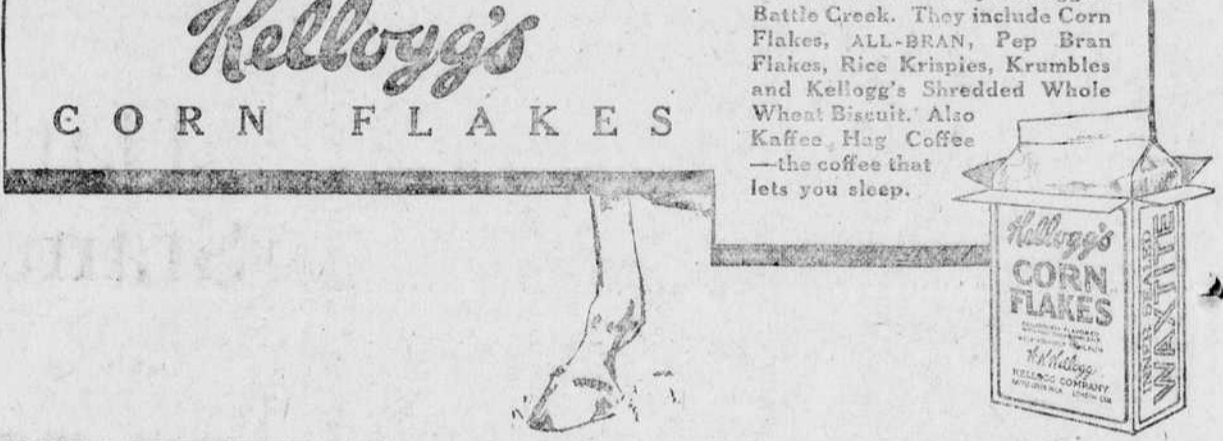 Kellogg's
CORN FLAKES
Battle Creek. They include Corn
Flakes, ALL-BRAN, Pep Bran
Flakes, Rice Krispies, Krumbles
and Kellogg's Shredded Whole
Wheat Biscuit. Also
Kaffee Hag Coffee
—the coffee that
lets you sleep.
Kellogg's
CORN
FLAKES
W.K. Kellogg
KELLOGG COMPANY
INNER SEALED
WAXTITE